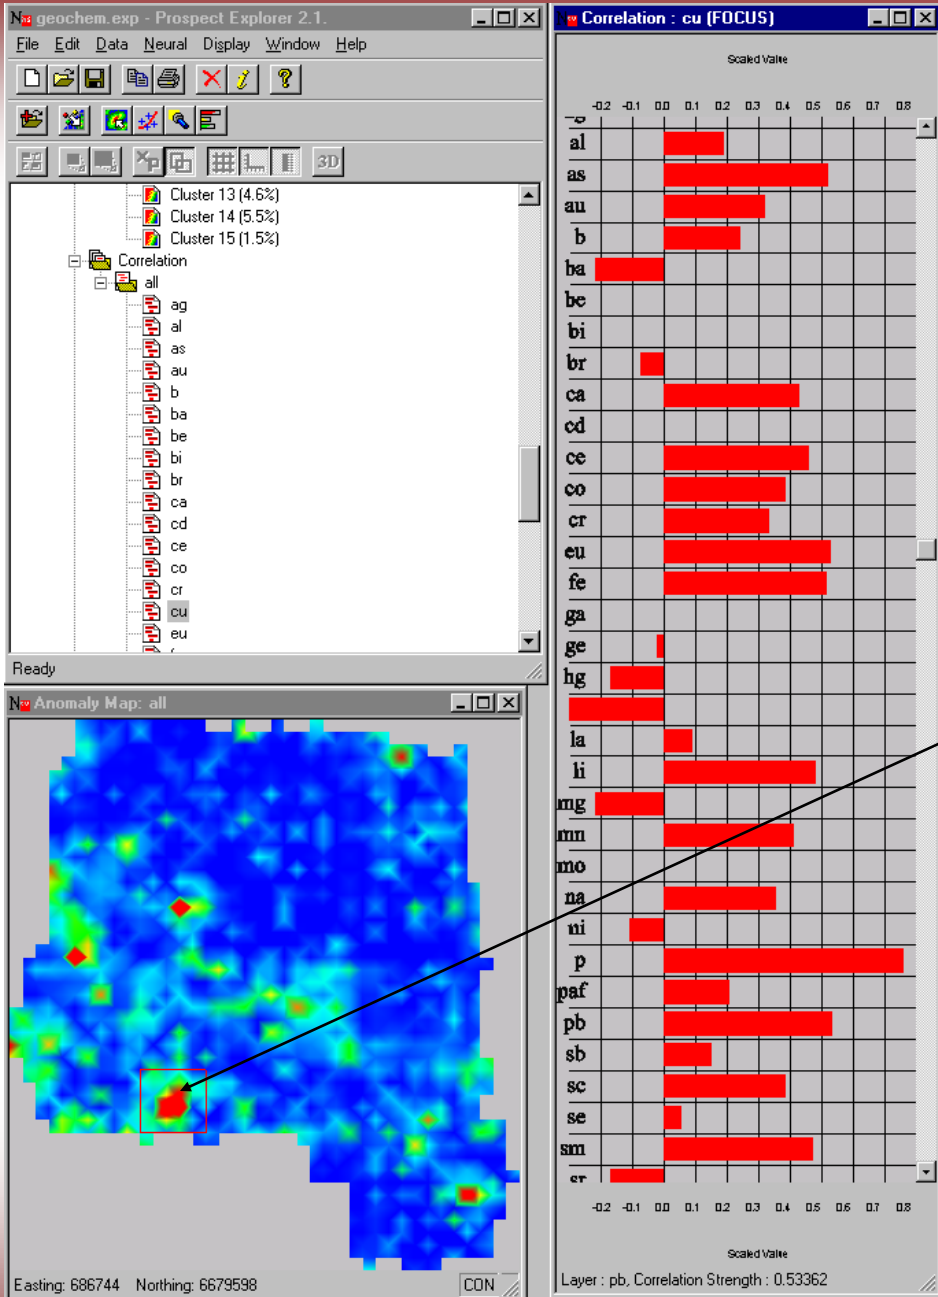 geochem.exp - Prospect Explorer 2.1.
File Edit Data Neural Display Window Help
3D
Cluster 13 (4.6%)
Cluster 14 (5.5%)
Cluster 15 (1.5%)
Correlation
all
ag
al
as
au
b
ba
be
bi
br
ca
cd
ce
co
cr
cu
eu
Ready
Anomaly Map: all
Easting: 686744 Northing: 6679598 CON
Correlation : cu (FOCUS)
Scaled Value
-0.2 -0.1 0.0 0.1 0.2 0.3 0.4 0.5 0.6 0.7 0.8
al
as
au
b
ba
be
bi
br
ca
cd
ce
co
cr
eu
fe
ga
ge
hg
la
li
mg
mn
mo
na
ni
p
paf
pb
sb
sc
se
sm
sr
-0.2 -0.1 0.0 0.1 0.2 0.3 0.4 0.5 0.6 0.7 0.8
Scaled Value
Layer : pb, Correlation Strength : 0.53362